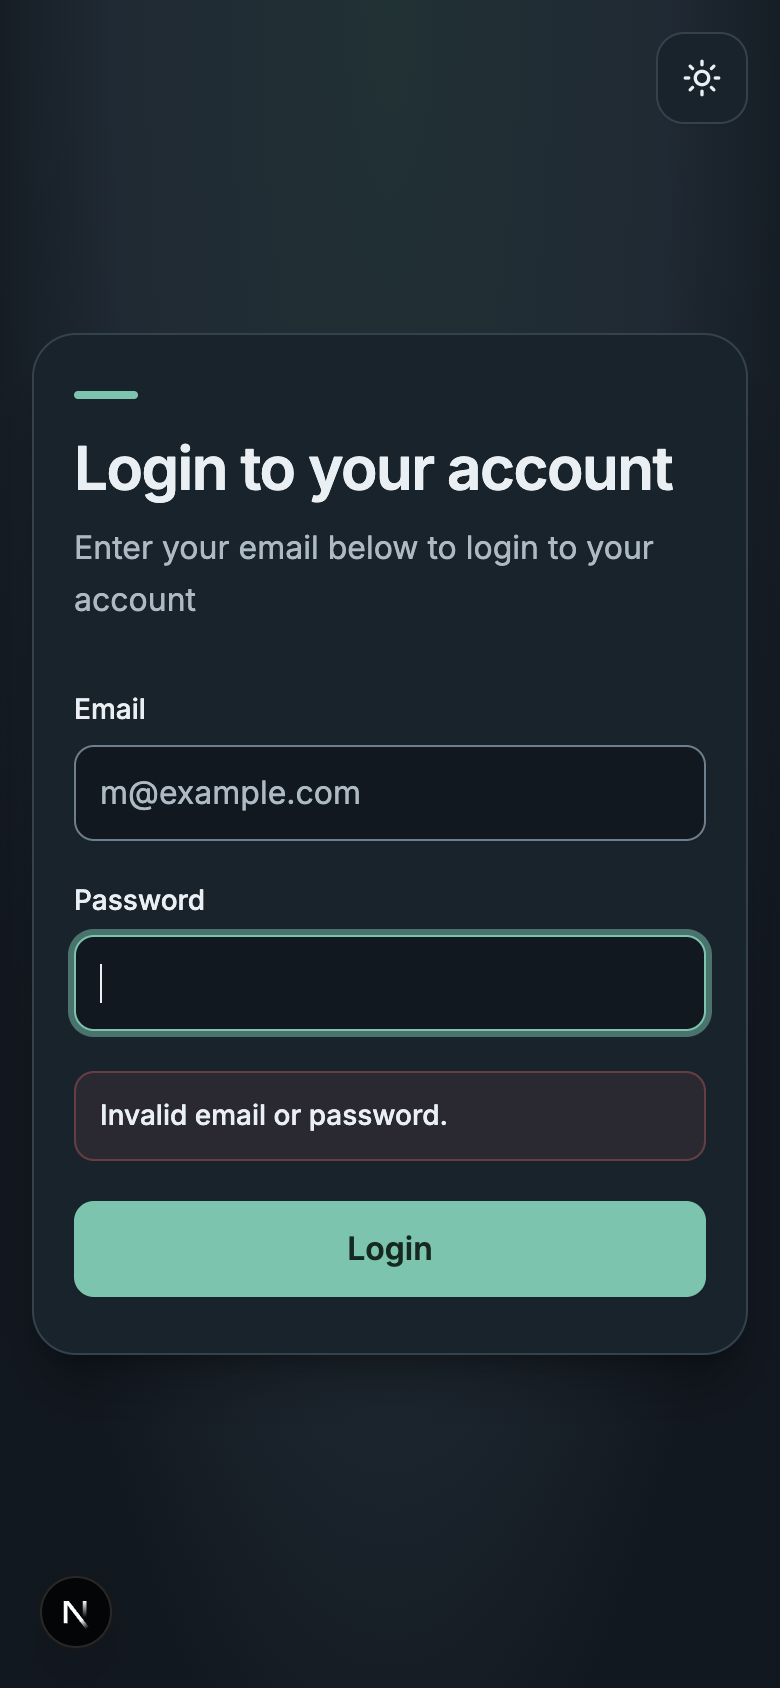 Login to your account
Enter your email below to login to your
account
Email
m@example.com
Password
Invalid email or password.
Login
N